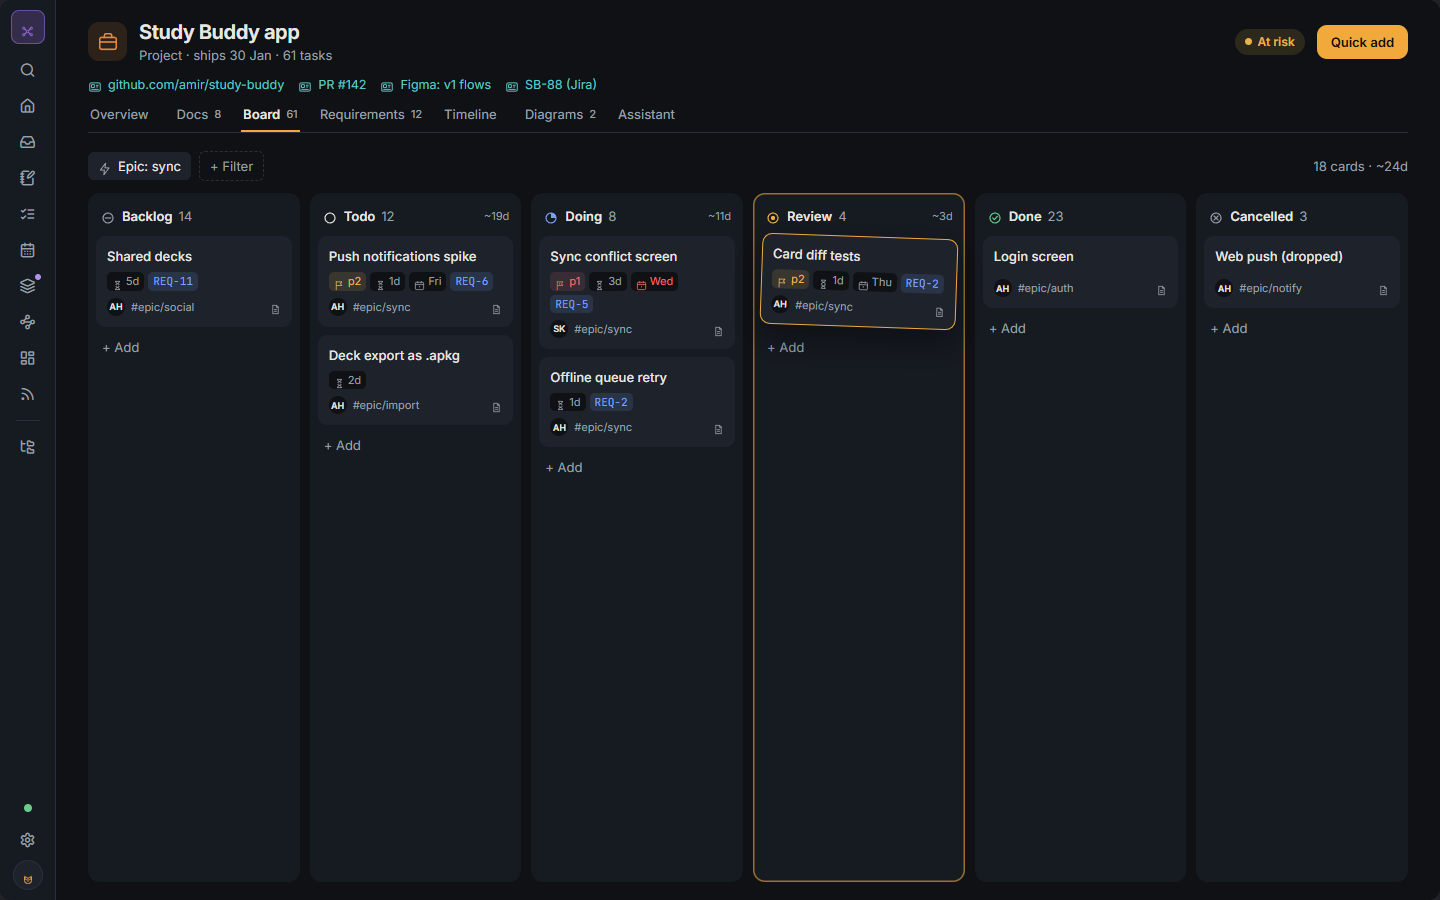 Study Buddy app
Project · ships 30 Jan · 61 tasks
At risk
Quick add
github.com/amir/study-buddy PR #142 Figma: v1 flows SB-88 (Jira)
Overview Docs 8 Board 61 Requirements 12 Timeline Diagrams 2 Assistant
Epic: sync + Filter
18 cards · ~24d
Backlog 14
Shared decks
5d REQ-11
AH #epic/social
+ Add
Todo 12 ~19d
Push notifications spike
p2 1d Fri REQ-6
AH #epic/sync
Deck export as .apkg
2d
AH #epic/import
+ Add
Doing 8 ~11d
Sync conflict screen
p1 3d Wed
REQ-5
SK #epic/sync
Offline queue retry
1d REQ-2
AH #epic/sync
+ Add
Review 4 ~3d
Card diff tests
p2 1d Thu REQ-2
AH #epic/sync
+ Add
Done 23
Login screen
AH #epic/auth
+ Add
Cancelled 3
Web push (dropped)
AH #epic/notify
+ Add